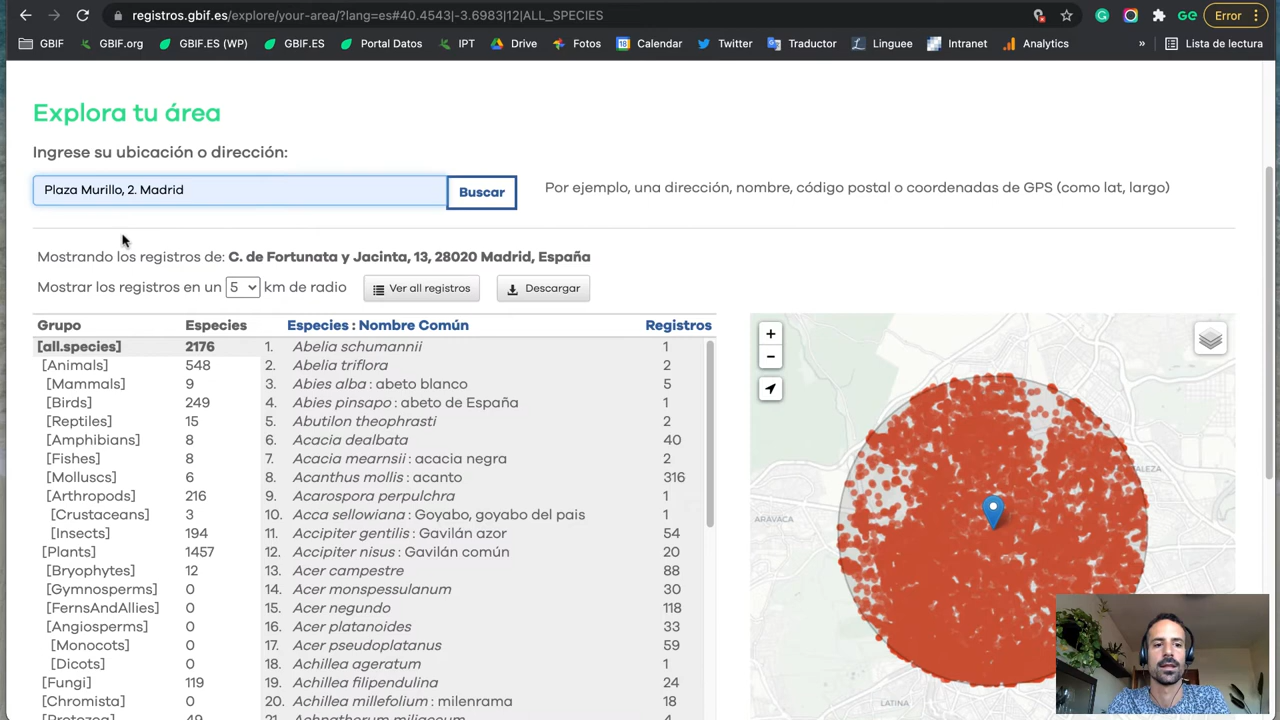 registros.gbif.es/explore/your-area/?lang=es#40.4543|-3.6983|12|ALL_SPECIES
Error
GBIF
GBIF.org
GBIF.ES (WP)
GBIF.ES
Portal Datos
IPT
Drive
Fotos
18
Calendar
Twitter
Traductor
Linguee
Intranet
Analytics
»
Lista de lectura
Explora tu área
Ingrese su ubicación o dirección:
Plaza Murillo, 2. Madrid
Buscar
Por ejemplo, una dirección, nombre, código postal o coordenadas de GPS (como lat, largo)
Mostrando los registros de: C. de Fortunata y Jacinta, 13, 28020 Madrid, España
Mostrar los registros en un 5 km de radio
Ver all registros
Descargar
Grupo Especies Especies : Nombre Común Registros
[all.species] 2176 1. Abelia schumannii 1
[Animals] 548 2. Abelia triflora 2
[Mammals] 9 3. Abies alba : abeto blanco 5
[Birds] 249 4. Abies pinsapo : abeto de España 1
[Reptiles] 15 5. Abutilon theophrasti 2
[Amphibians] 8 6. Acacia dealbata 40
[Fishes] 8 7. Acacia mearnsii : acacia negra 2
[Molluscs] 6 8. Acanthus mollis : acanto 316
[Arthropods] 216 9. Acarospora perpulchra 1
[Crustaceans] 3 10. Acca sellowiana : Goyabo, goyabo del pais 1
[Insects] 194 11. Accipiter gentilis : Gavilán azor 54
[Plants] 1457 12. Accipiter nisus : Gavilán común 20
[Bryophytes] 12 13. Acer campestre 88
[Gymnosperms] 0 14. Acer monspessulanum 30
[FernsAndAllies] 0 15. Acer negundo 118
[Angiosperms] 0 16. Acer platanoides 33
[Monocots] 0 17. Acer pseudoplatanus 59
[Dicots] 0 18. Achillea ageratum 1
[Fungi] 119 19. Achillea filipendulina 24
[Chromista] 0 20. Achillea millefolium : milenrama 18
[Protozoa] 49 21. Achnatherum miliaceum 4
+
-
ARAVACA
LATINA